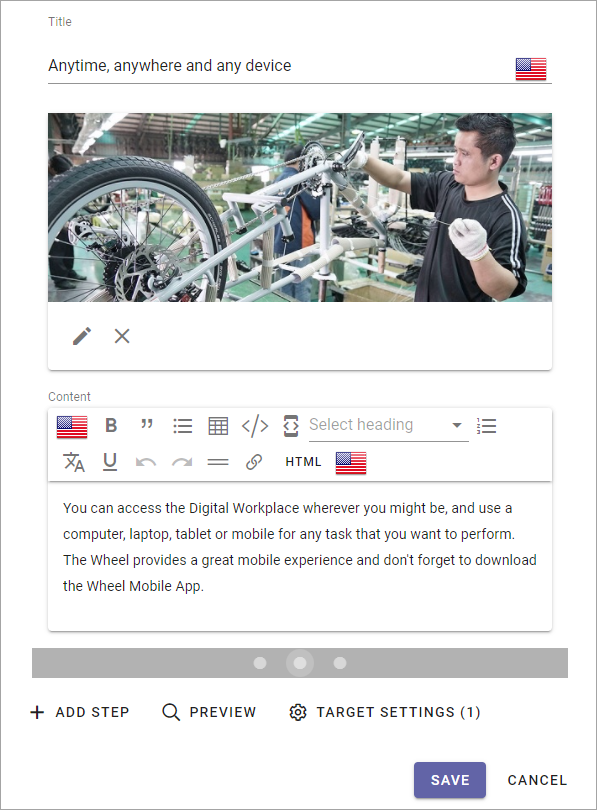 Title
Anytime, anywhere and any device
Content
B
Select heading
U
HTML
You can access the Digital Workplace wherever you might be, and use a
computer, laptop, tablet or mobile for any task that you want to perform.
The Wheel provides a great mobile experience and don't forget to download
the Wheel Mobile App.
ADD STEP
PREVIEW
TARGET SETTINGS (1)
SAVE
CANCEL